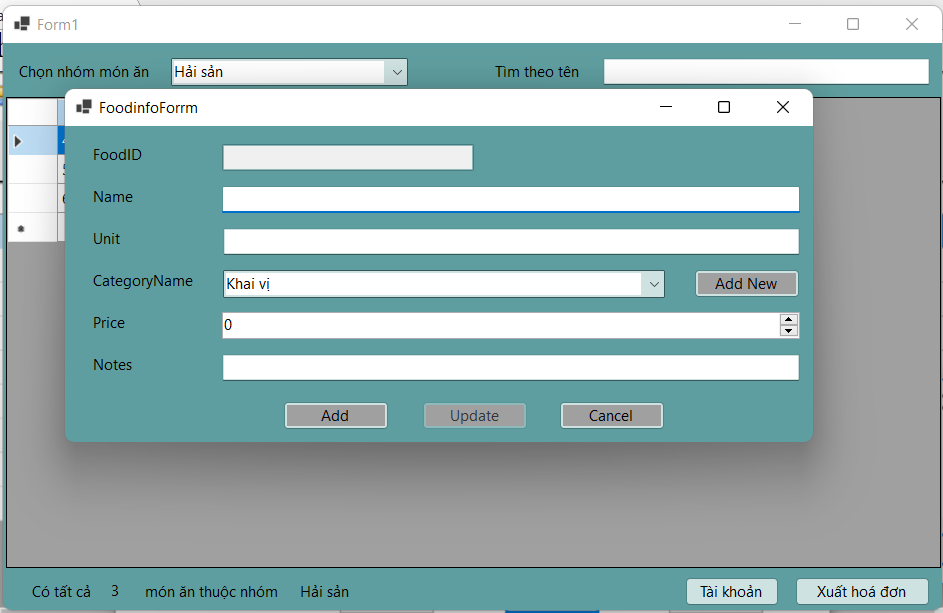 Form1
Chọn nhóm món ăn Hải sản Tìm theo tên
FoodinfoForrm
FoodID
Name
Unit
CategoryName Khai vị Add New
Price 0
Notes
Add Update Cancel
Có tất cả 3 món ăn thuộc nhóm Hải sản Tài khoản Xuất hoá đơn